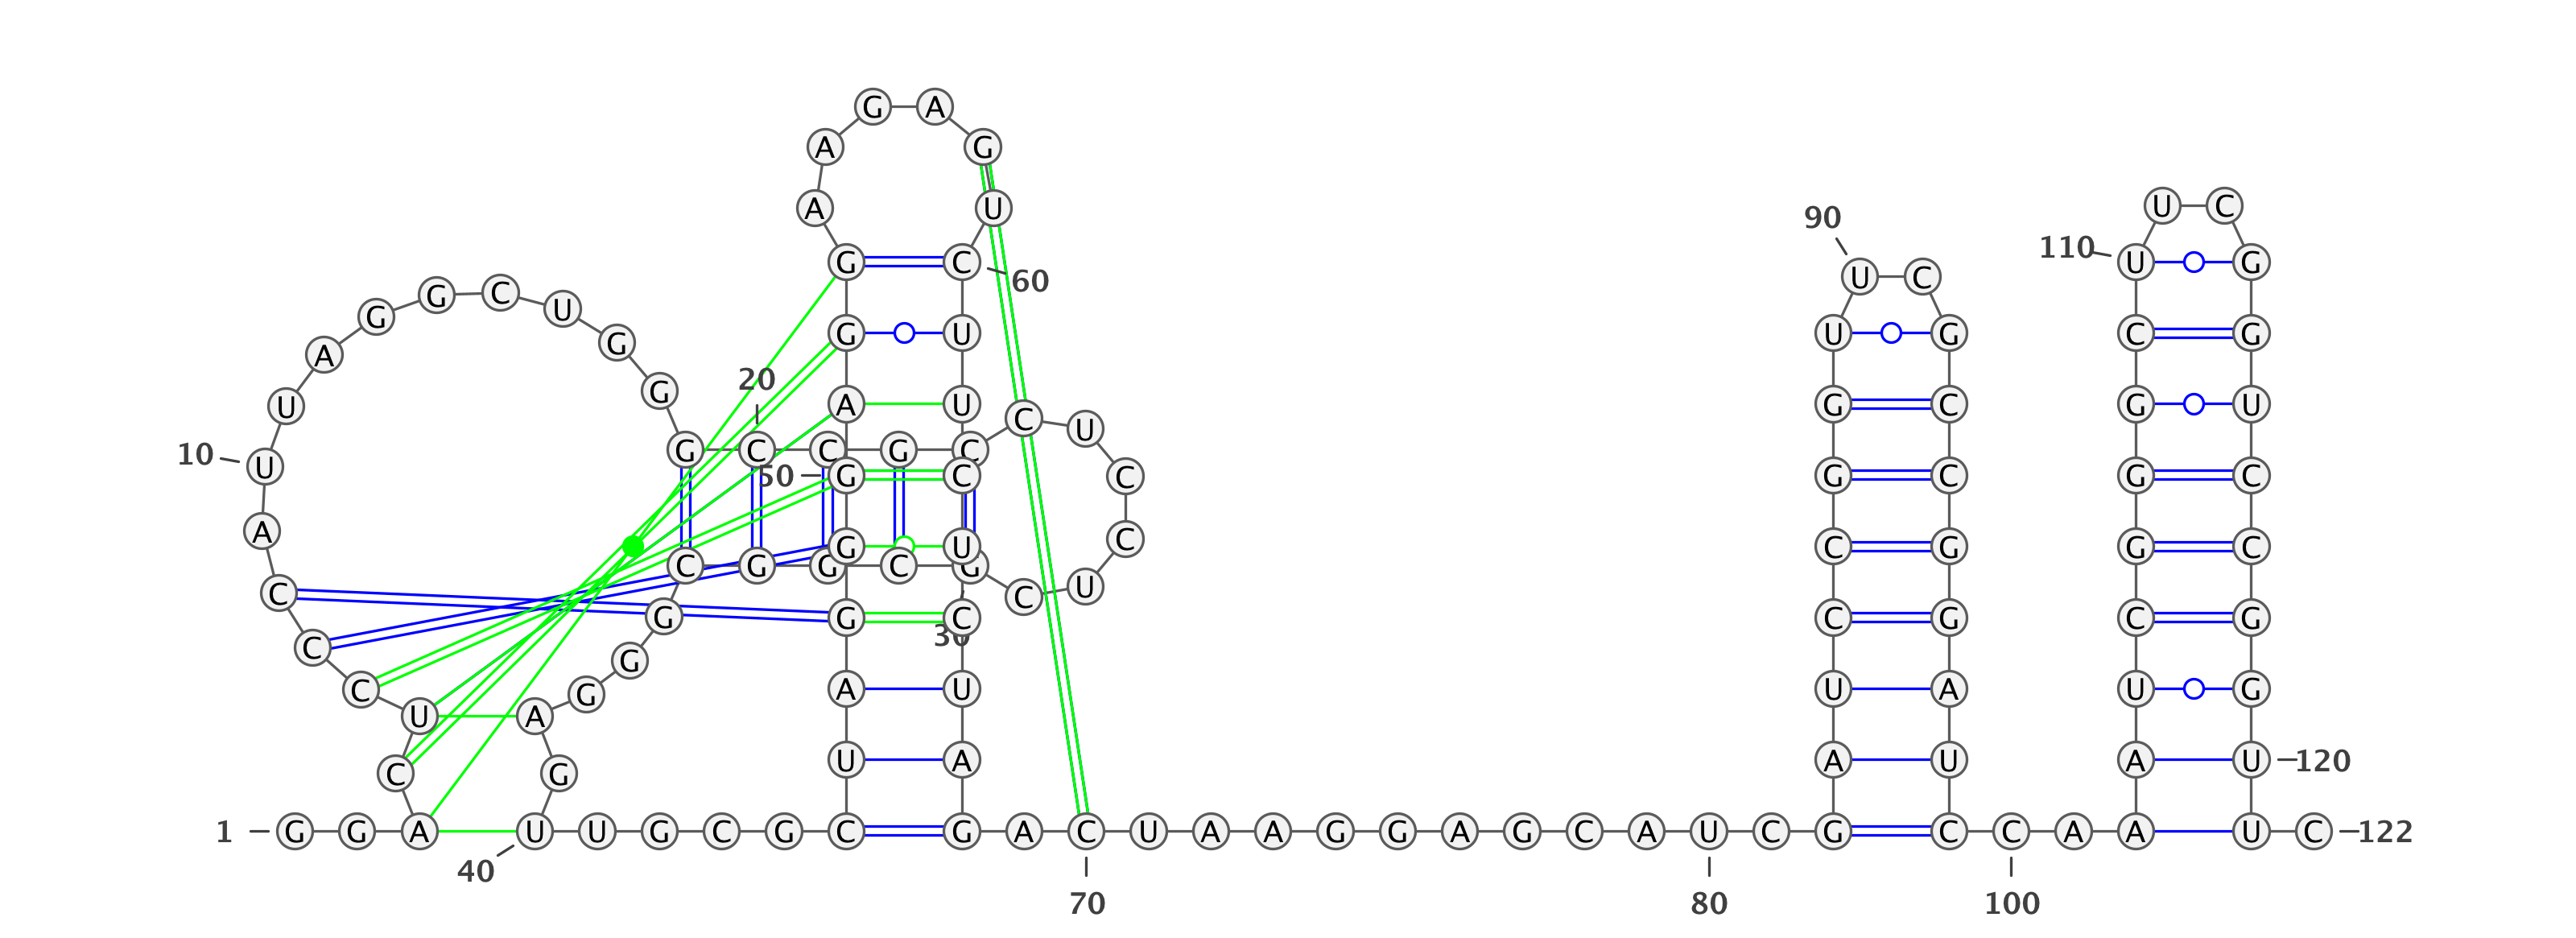 G A
A G
A U U C
90
110
G C U G
U C
60
G C U
G
G U U G C G
G
A
20
G
U A U G C G U
C U
10 G C C G C
U
50 G C C G C G C
A C
G U C G G C
C G G C G
U
C C
G G C C G C G
30
C G
C G A U U A U G
U A
U A A U A U 120
C G
1 G G A U U G C G C G A C U A A G G A G C A U C G C C A A U C 122
40
70 80 100